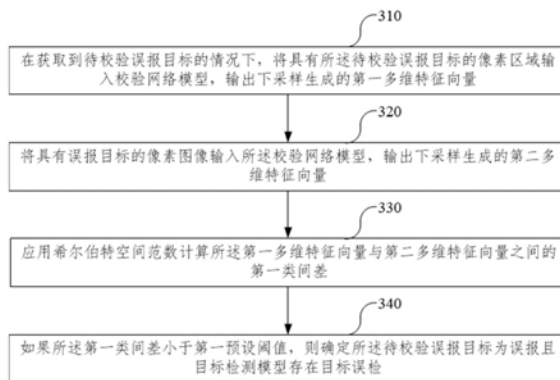 310
在获取到待校验误报目标的情况下，将具有所述待校验误报目标的像素区域输
入校验网络模型，输出下采样生成的第一多维特征向量
320
将具有误报目标的像素图像输入所述校验网络模型，输出下采样生成的第二多
维特征向量
330
应用希尔伯特空间范数计算所述第一多维特征向量与第二多维特征向量之间的
第一类间差
340
如果所述第一类间差小于第一预设阈值，则确定所述待校验误报目标为误报且
目标检测模型存在目标误检